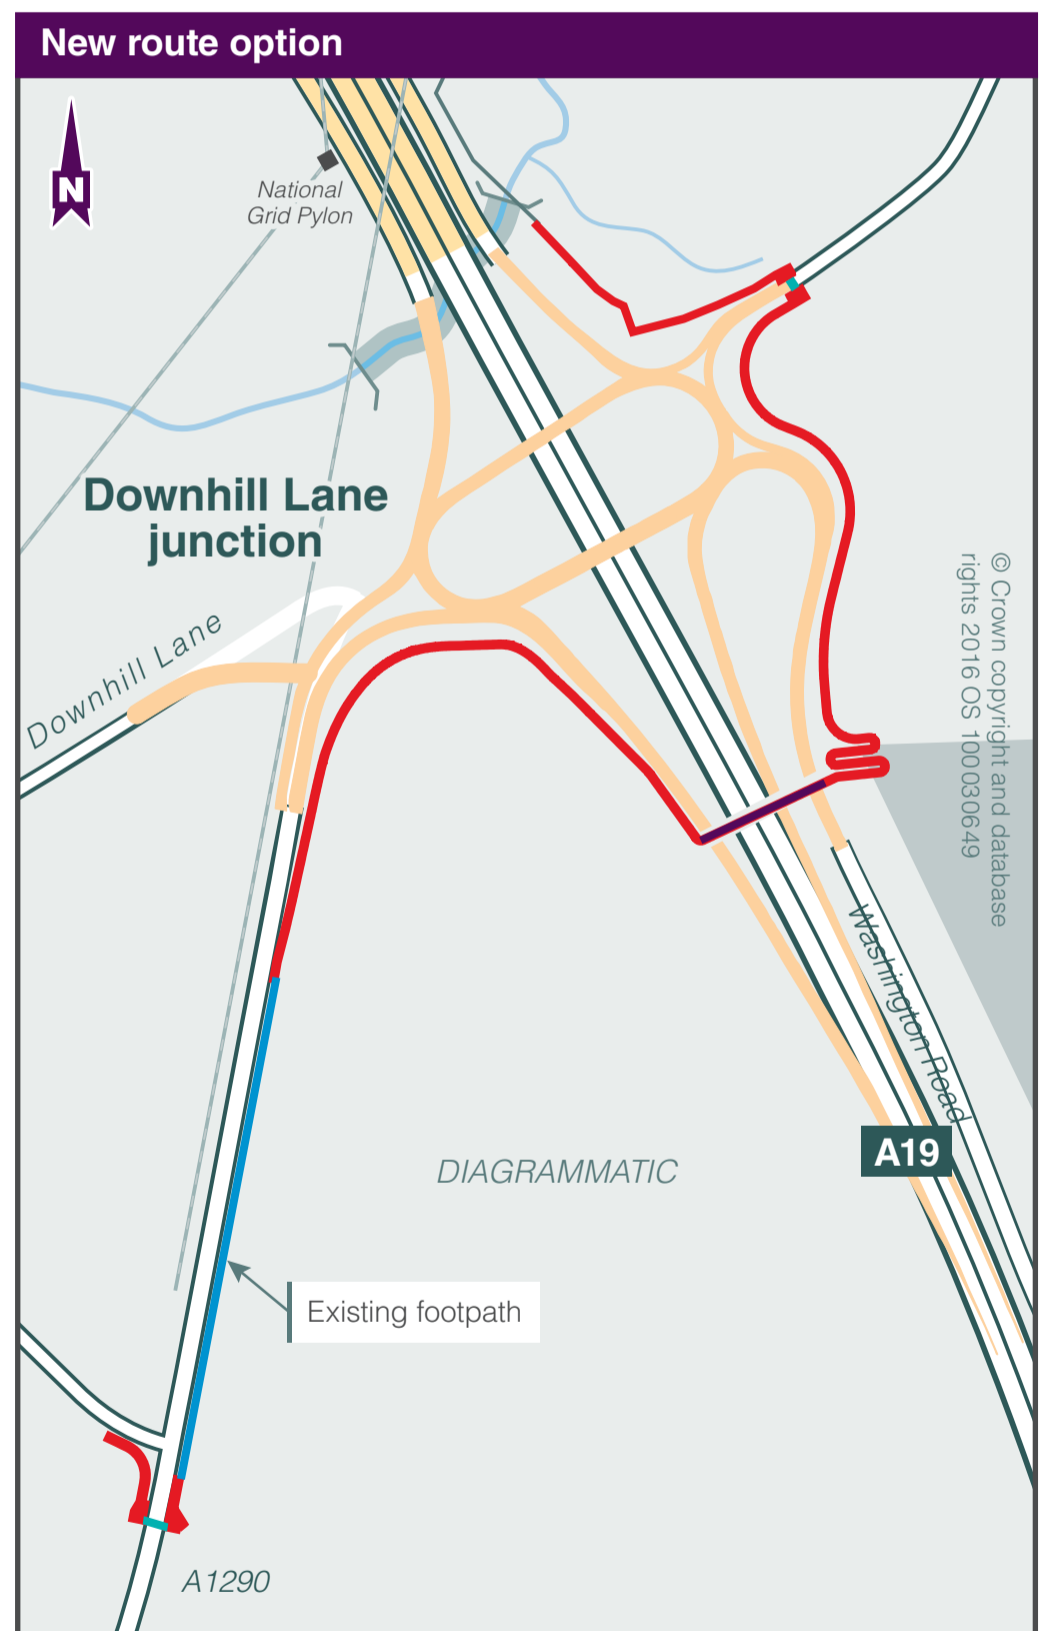 New route option
N
National
Grid Pylon
Downhill Lane
junction
Downhill Lane
© Crown copyright and database
rights 2016 OS 100030649
Washington Road
A19
DIAGRAMMATIC
Existing footpath
A1290